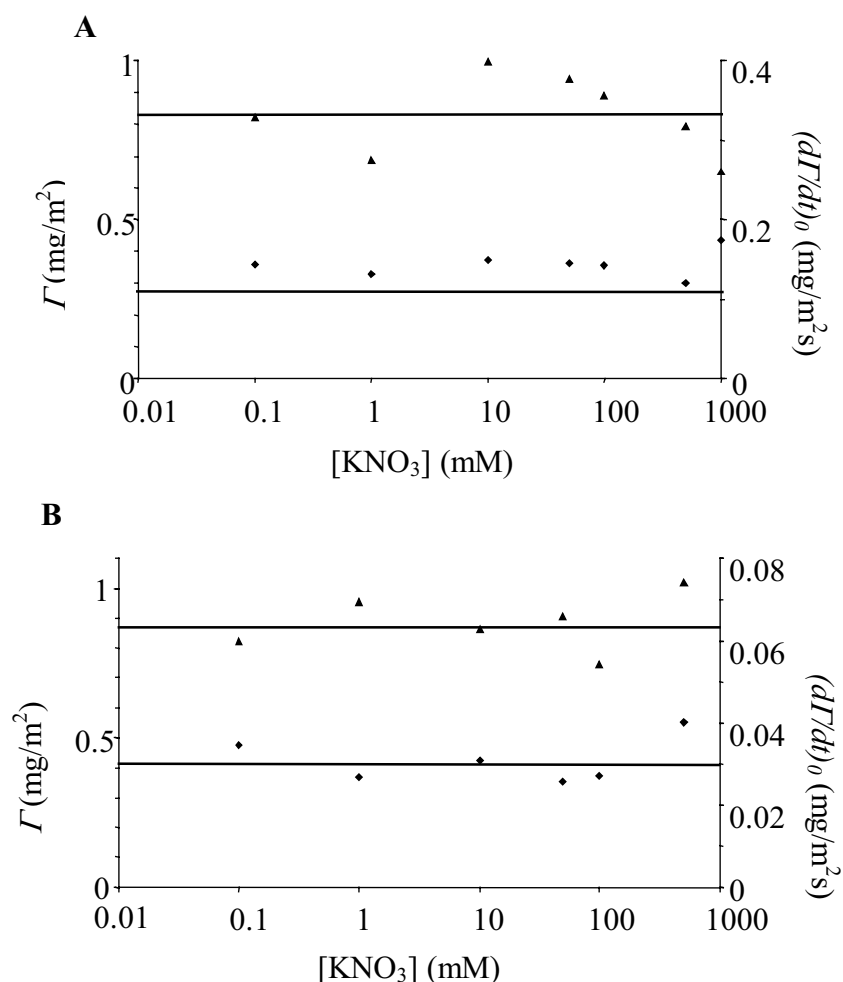 A
1
0.5
0
Γ (mg/m²)
0.4
0.2
0
(dΓ/dt)₀ (mg/m²s)
0.01 0.1 1 10 100 1000
[KNO₃] (mM)
B
1
0.5
0
Γ (mg/m²)
0.08
0.06
0.04
0.02
0
(dΓ/dt)₀ (mg/m²s)
0.01 0.1 1 10 100 1000
[KNO₃] (mM)